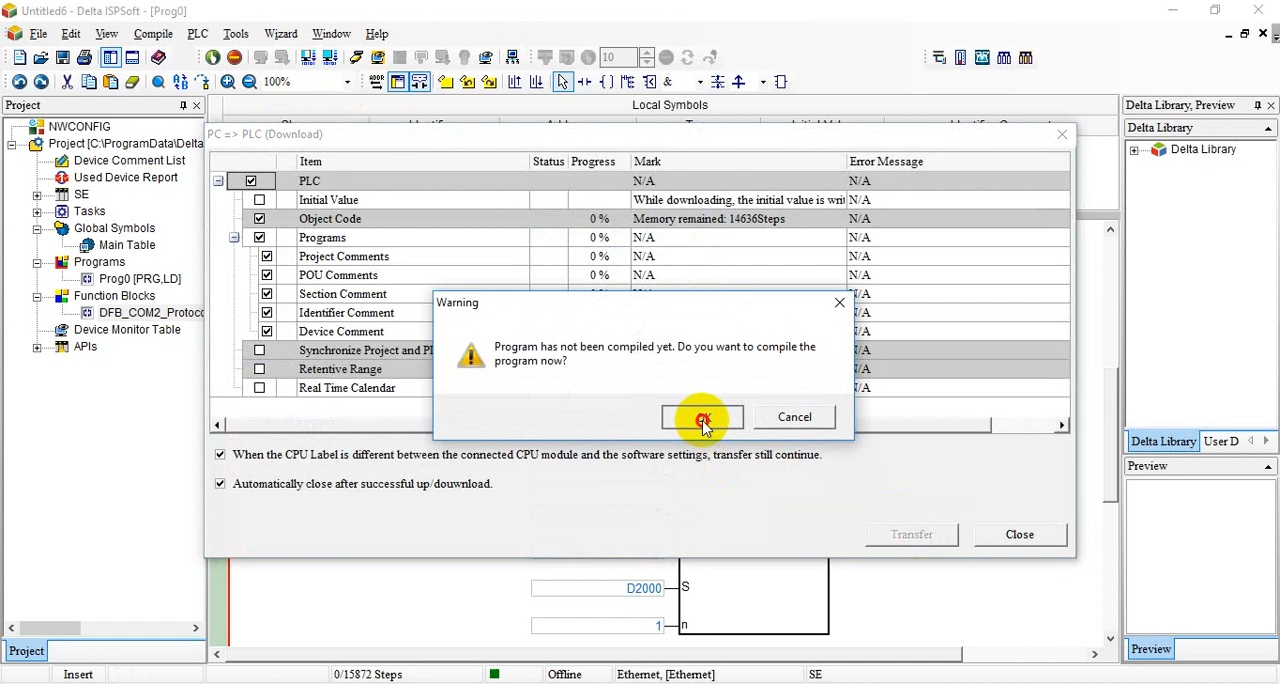 Untitled6 - Delta ISPSoft - [Prog0]
File Edit View Compile PLC Tools Wizard Window Help
10
100%
ADDR
&
Project
Local Symbols
Delta Library, Preview
NWCONFIG
PC => PLC (Download)
Delta Library
Project [C:\ProgramData\Delta
Delta Library
Device Comment List
Item Status Progress Mark Error Message
Used Device Report
PLC N/A N/A
SE
Initial Value While downloading, the initial value is writ N/A
Tasks
Object Code 0 % Memory remained: 14636Steps N/A
Global Symbols
Programs 0 % N/A N/A
Main Table
Project Comments 0 % N/A N/A
Programs
POU Comments 0 % N/A N/A
Prog0 [PRG,LD]
Section Comment N/A
Function Blocks
Identifier Comment N/A
DFB_COM2_Protoco
Device Comment N/A
Device Monitor Table
Synchronize Project and Pl N/A
APIs
Retentive Range N/A
Real Time Calendar N/A
Warning
Program has not been compiled yet. Do you want to compile the
program now?
OK Cancel
Delta Library User D
When the CPU Label is different between the connected CPU module and the software settings, transfer still continue.
Preview
Automatically close after successful up/douwnload.
Transfer Close
D2000 S
1 n
Project
Preview
Insert 0/15872 Steps Offline Ethernet, [Ethernet] SE